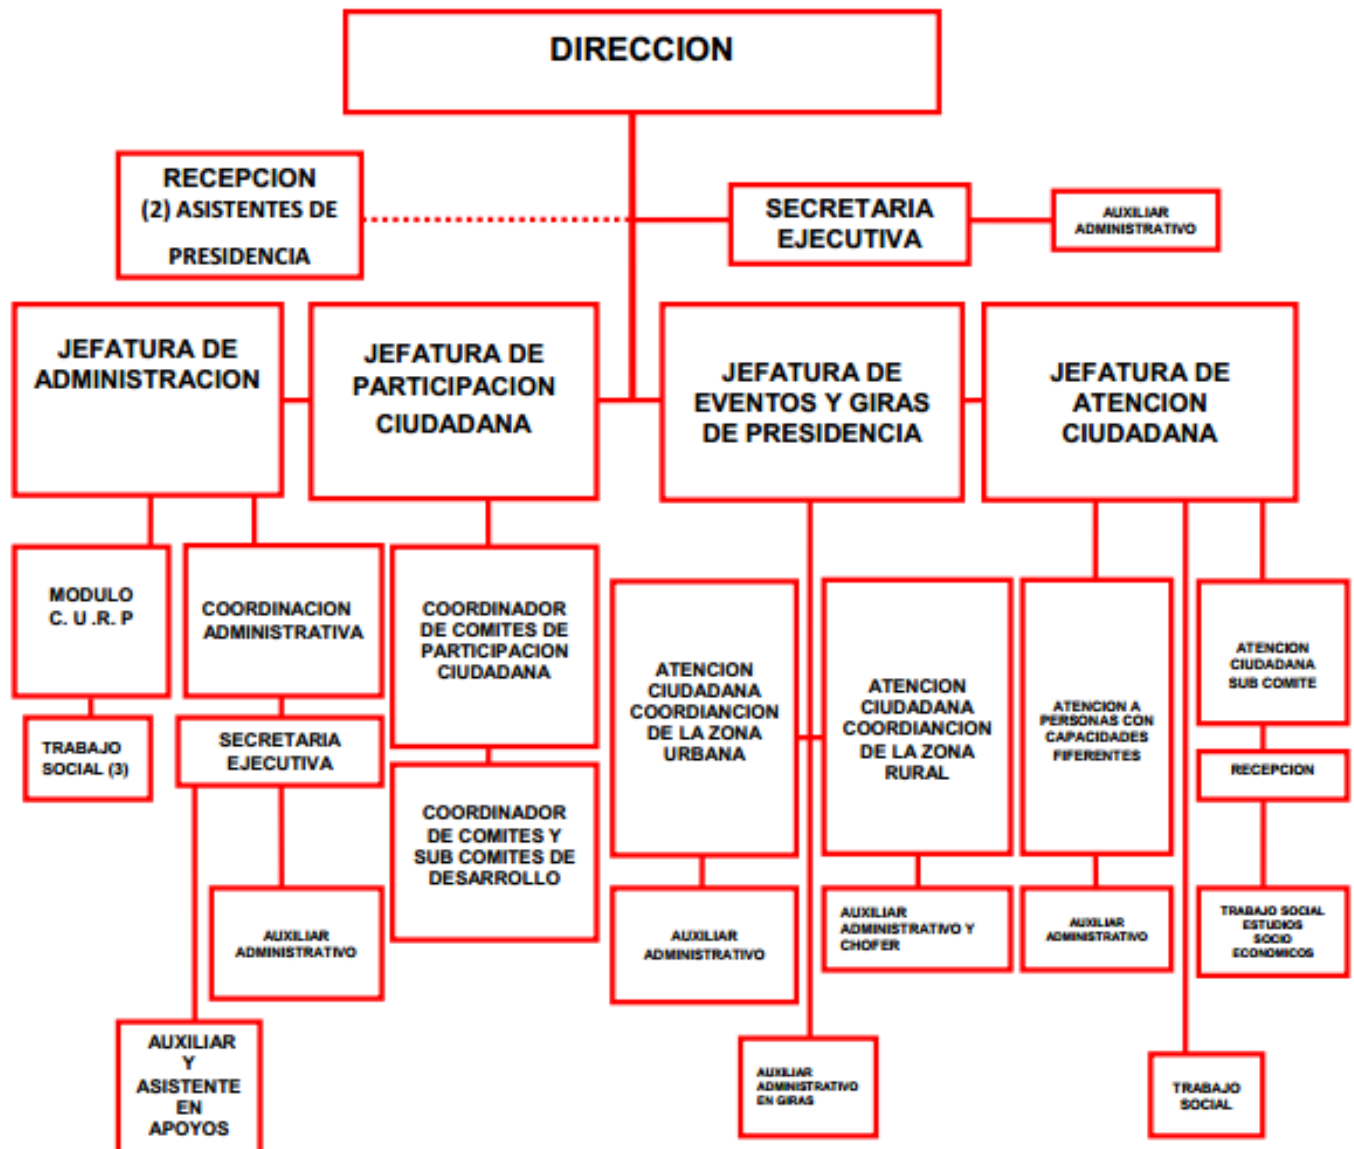 DIRECCION
RECEPCION
(2) ASISTENTES DE
PRESIDENCIA
SECRETARIA
EJECUTIVA
AUXILIAR
ADMINISTRATIVO
JEFATURA DE
ADMINISTRACION
JEFATURA DE
PARTICIPACION
CIUDADANA
JEFATURA DE
EVENTOS Y GIRAS
DE PRESIDENCIA
JEFATURA DE
ATENCION
CIUDADANA
MODULO
C. U .R. P
COORDINACION
ADMINISTRATIVA
COORDINADOR
DE COMITES DE
PARTICIPACION
CIUDADANA
ATENCION
CIUDADANA
COORDIANCION
DE LA ZONA
URBANA
ATENCION
CIUDADANA
COORDIANCION
DE LA ZONA
RURAL
ATENCION A
PERSONAS CON
CAPACIDADES
FIFERENTES
ATENCION
CIUDADANA
SUB COMITE
TRABAJO
SOCIAL (3)
SECRETARIA
EJECUTIVA
COORDINADOR
DE COMITES Y
SUB COMITES DE
DESARROLLO
RECEPCION
AUXILIAR
ADMINISTRATIVO
AUXILIAR
ADMINISTRATIVO
AUXILIAR
ADMINISTRATIVO Y
CHOFER
AUXILIAR
ADMINISTRATIVO
TRABAJO SOCIAL
ESTUDIOS
SOCIO
ECONOMICOS
AUXILIAR
Y
ASISTENTE
EN
APOYOS
AUXILIAR
ADMINISTRATIVO
EN GIRAS
TRABAJO
SOCIAL